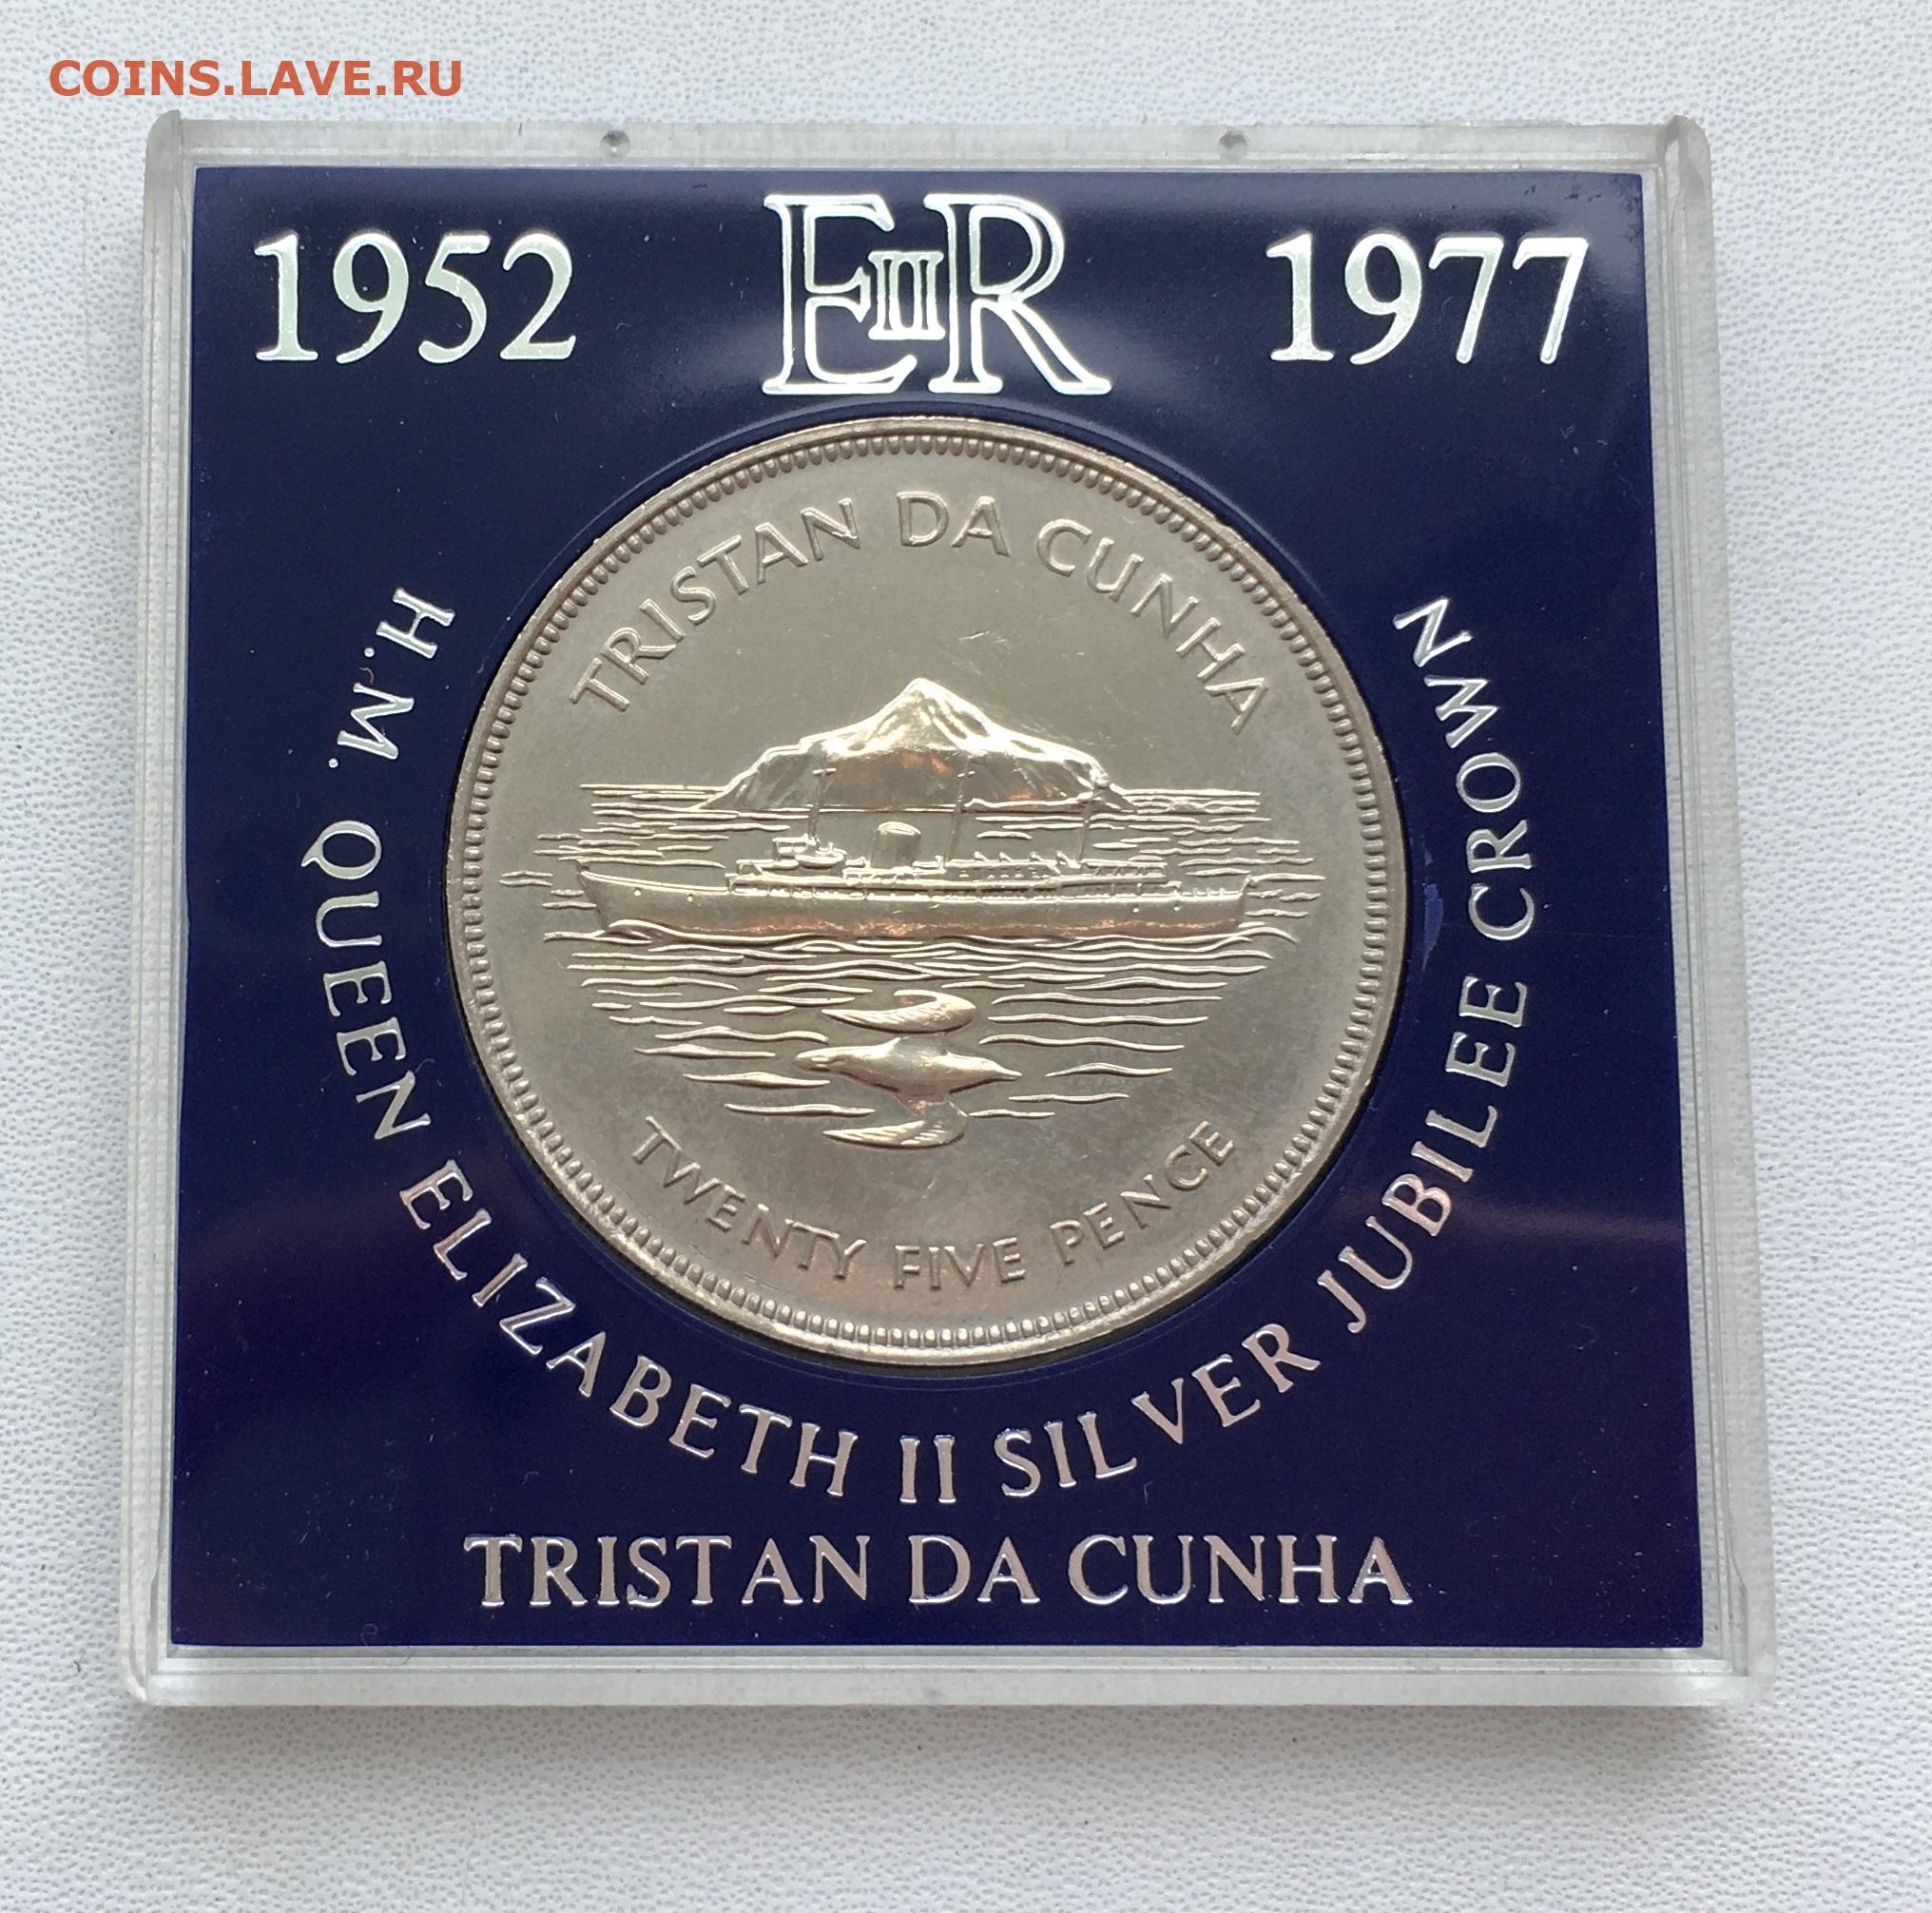 COINS.LAVE.RU
1952 EIIR 1977
TRISTAN DA CUNHA
TWENTY FIVE PENCE
H.M. QUEEN ELIZABETH II SILVER JUBILEE CROWN
TRISTAN DA CUNHA